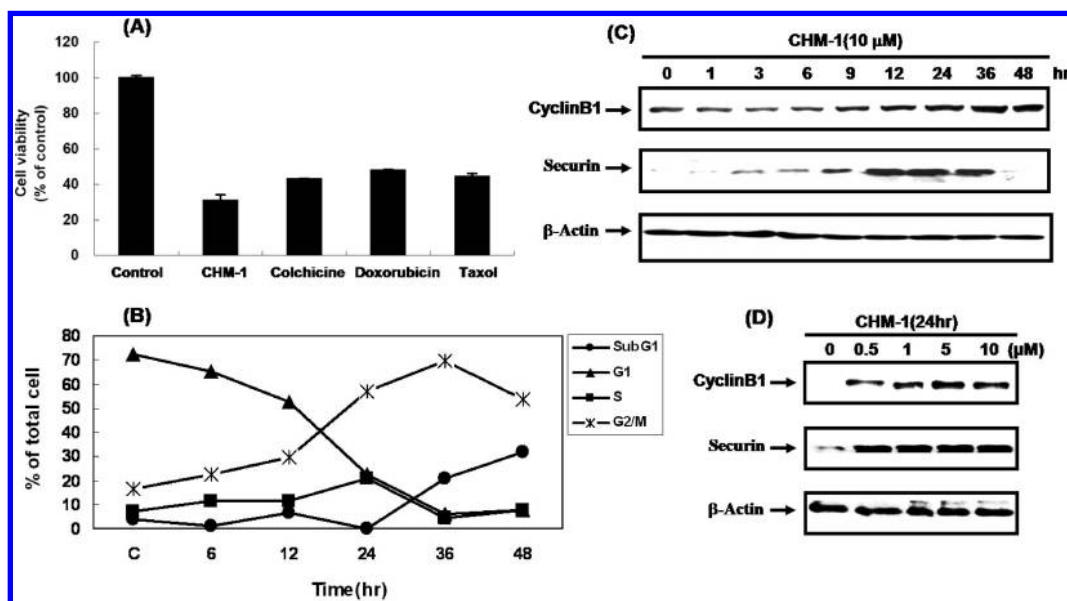 (A)
120
100
80
60
40
20
0
Cell viability
(% of control)
Control CHM-1 Colchicine Doxorubicin Taxol
(B)
80
70
60
50
40
30
20
10
0
% of total cell
C 6 12 24 36 48
Time(hr)
Sub G1
G1
S
G2/M
(C)
CHM-1(10 μM)
0 1 3 6 9 12 24 36 48 hr
CyclinB1
Securin
β-Actin
(D)
CHM-1(24hr)
0 0.5 1 5 10 (μM)
CyclinB1
Securin
β-Actin